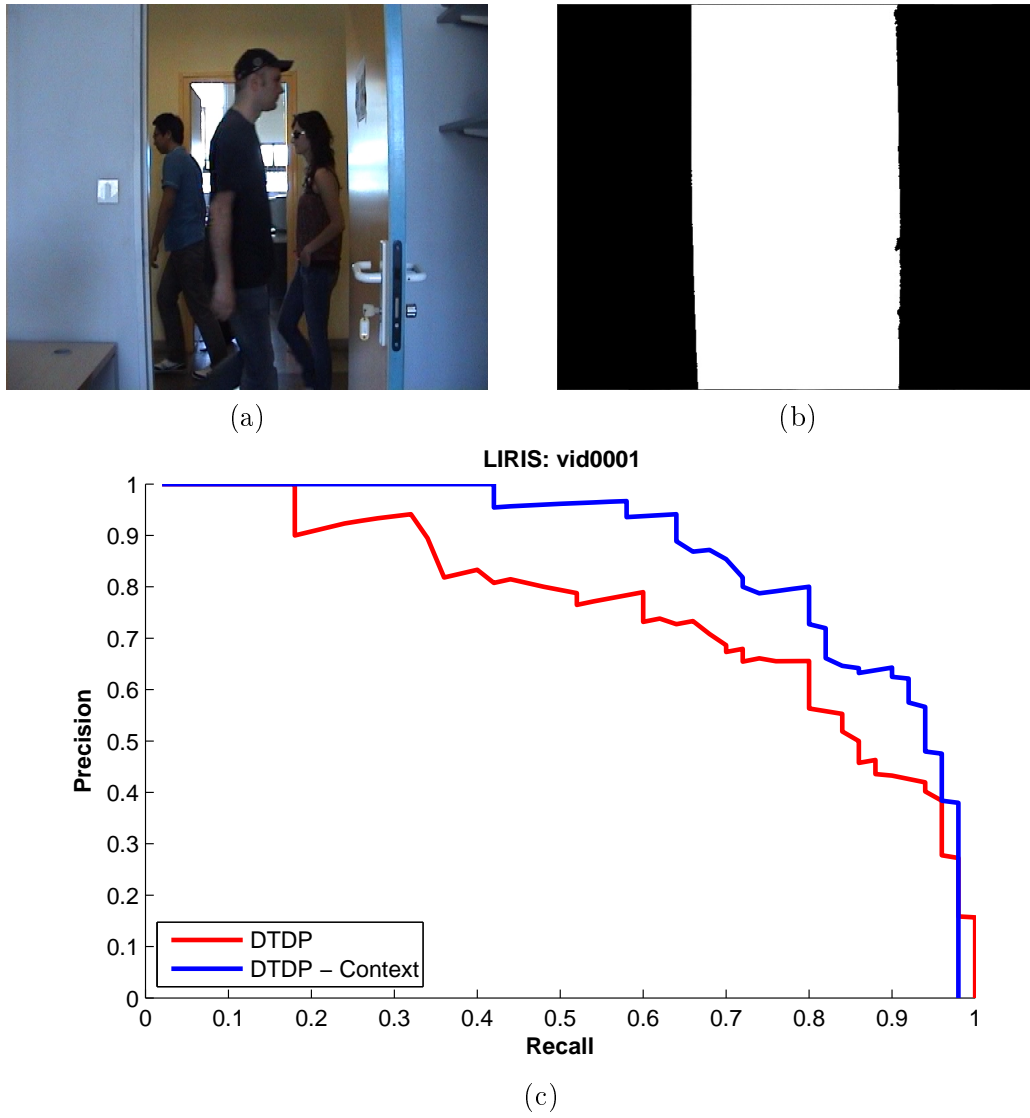 (a)
(b)
LIRIS: vid0001
1
0.9
0.8
0.7
0.6
0.5
0.4
0.3
0.2
0.1
0
Precision
DTDP
DTDP – Context
0 0.1 0.2 0.3 0.4 0.5 0.6 0.7 0.8 0.9 1
Recall
(c)